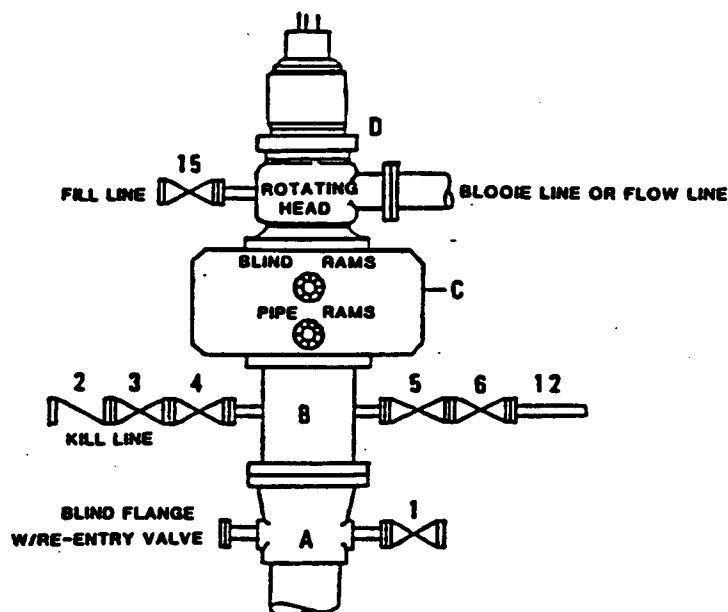 D
15
FILL LINE
ROTATING
HEAD
BLOOIE LINE OR FLOW LINE
BLIND RAMS
C
PIPE RAMS
2 3 4
5 6 12
B
KILL LINE
1
BLIND FLANGE
W/RE-ENTRY VALVE
A